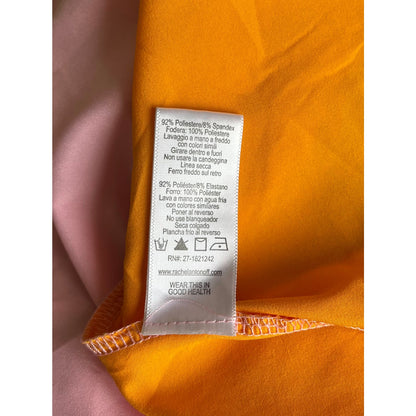 92% Poliestere/8% Spandex
Fodera: 100% Poliestere
Lavaggio a mano a freddo
con colori simili
Girare dentro e fuori
Non usare la candeggina
Linea secca
Ferro freddo sul retro
92% Poliéster/8% Elastano
Forro: 100% Poliéster
Lava a mano con agua fria
con colores similares
Poner al reverso
No use blanqueador
Seca colgado
Plancha frio al reverso
RN#: 27-1821242
www.rachelantonoff.com
WEAR THIS IN
GOOD HEALTH